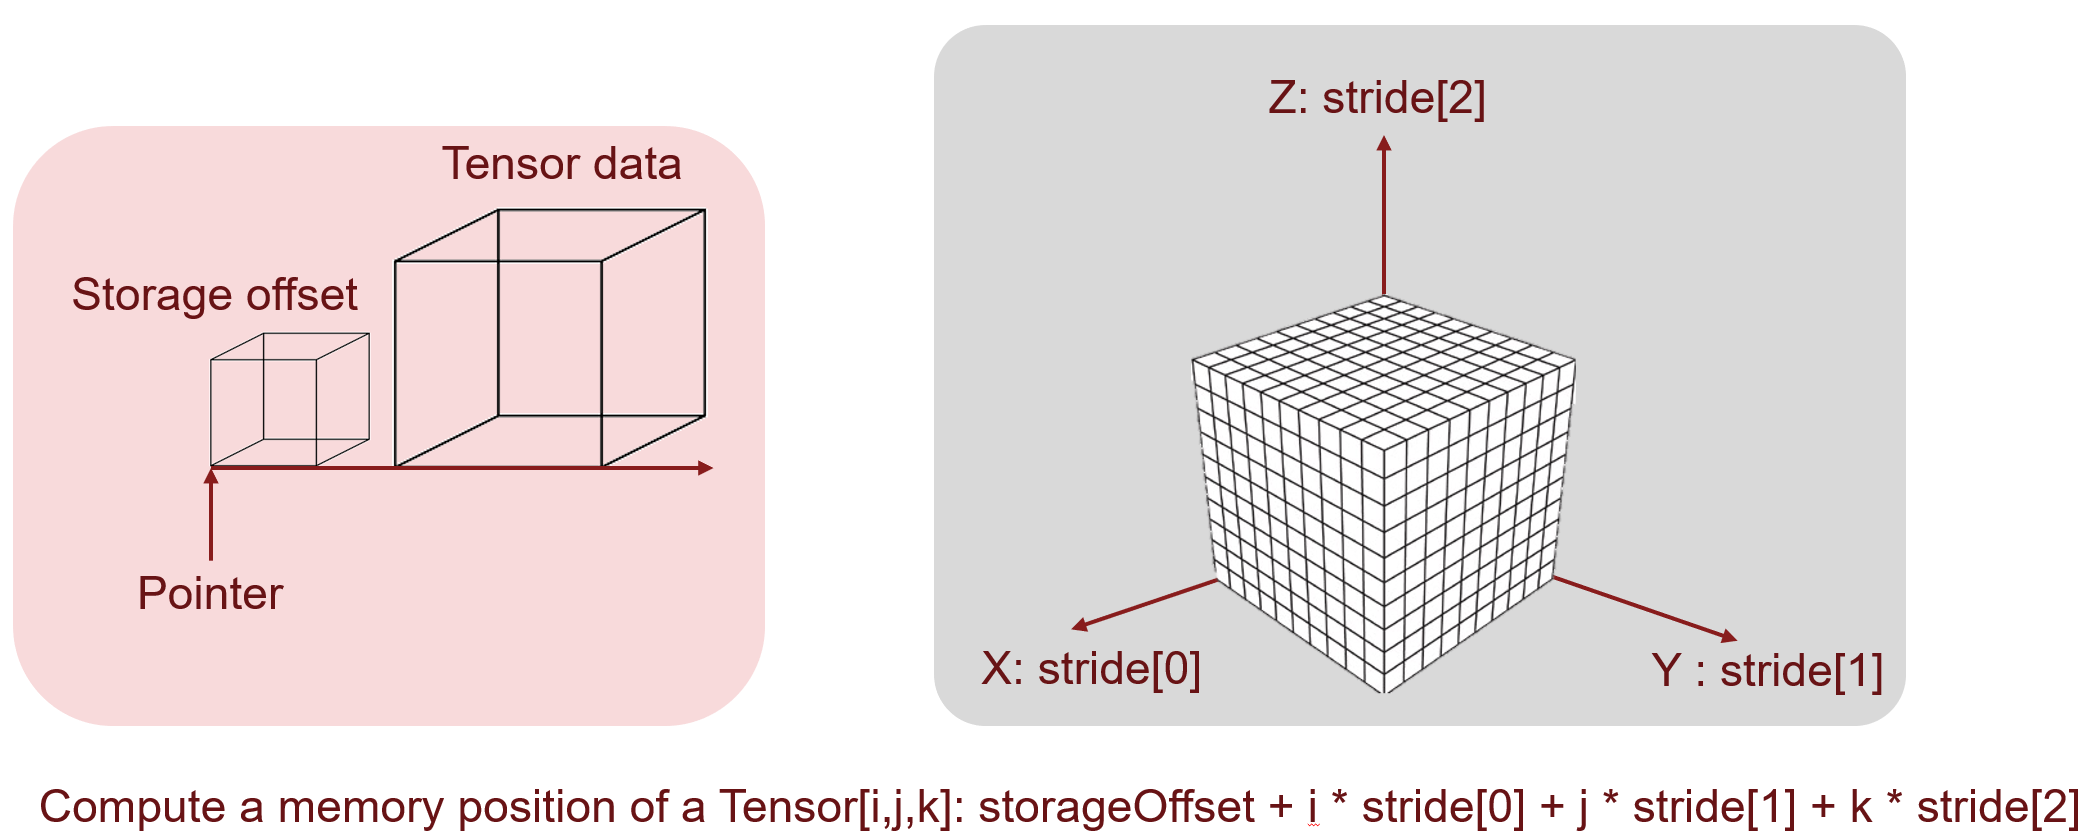 Tensor data
Storage offset
Pointer
Z: stride[2]
X: stride[0]
Y : stride[1]
Compute a memory position of a Tensor[i,j,k]: storageOffset + i * stride[0] + j * stride[1] + k * stride[2]